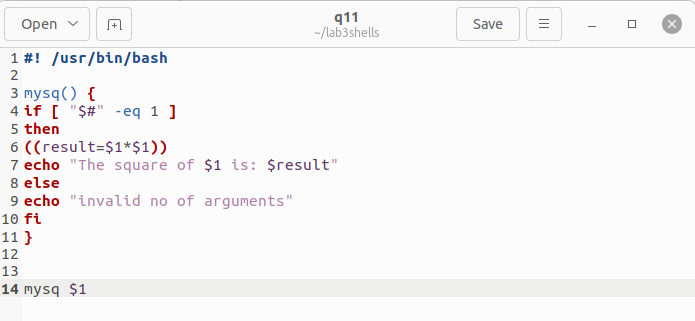 Open
q11
~/lab3shells
Save
1 #! /usr/bin/bash
2
3 mysq() {
4 if [ "$#" -eq 1 ]
5 then
6 ((result=$1*$1))
7 echo "The square of $1 is: $result"
8 else
9 echo "invalid no of arguments"
10 fi
11 }
12
13
14 mysq $1